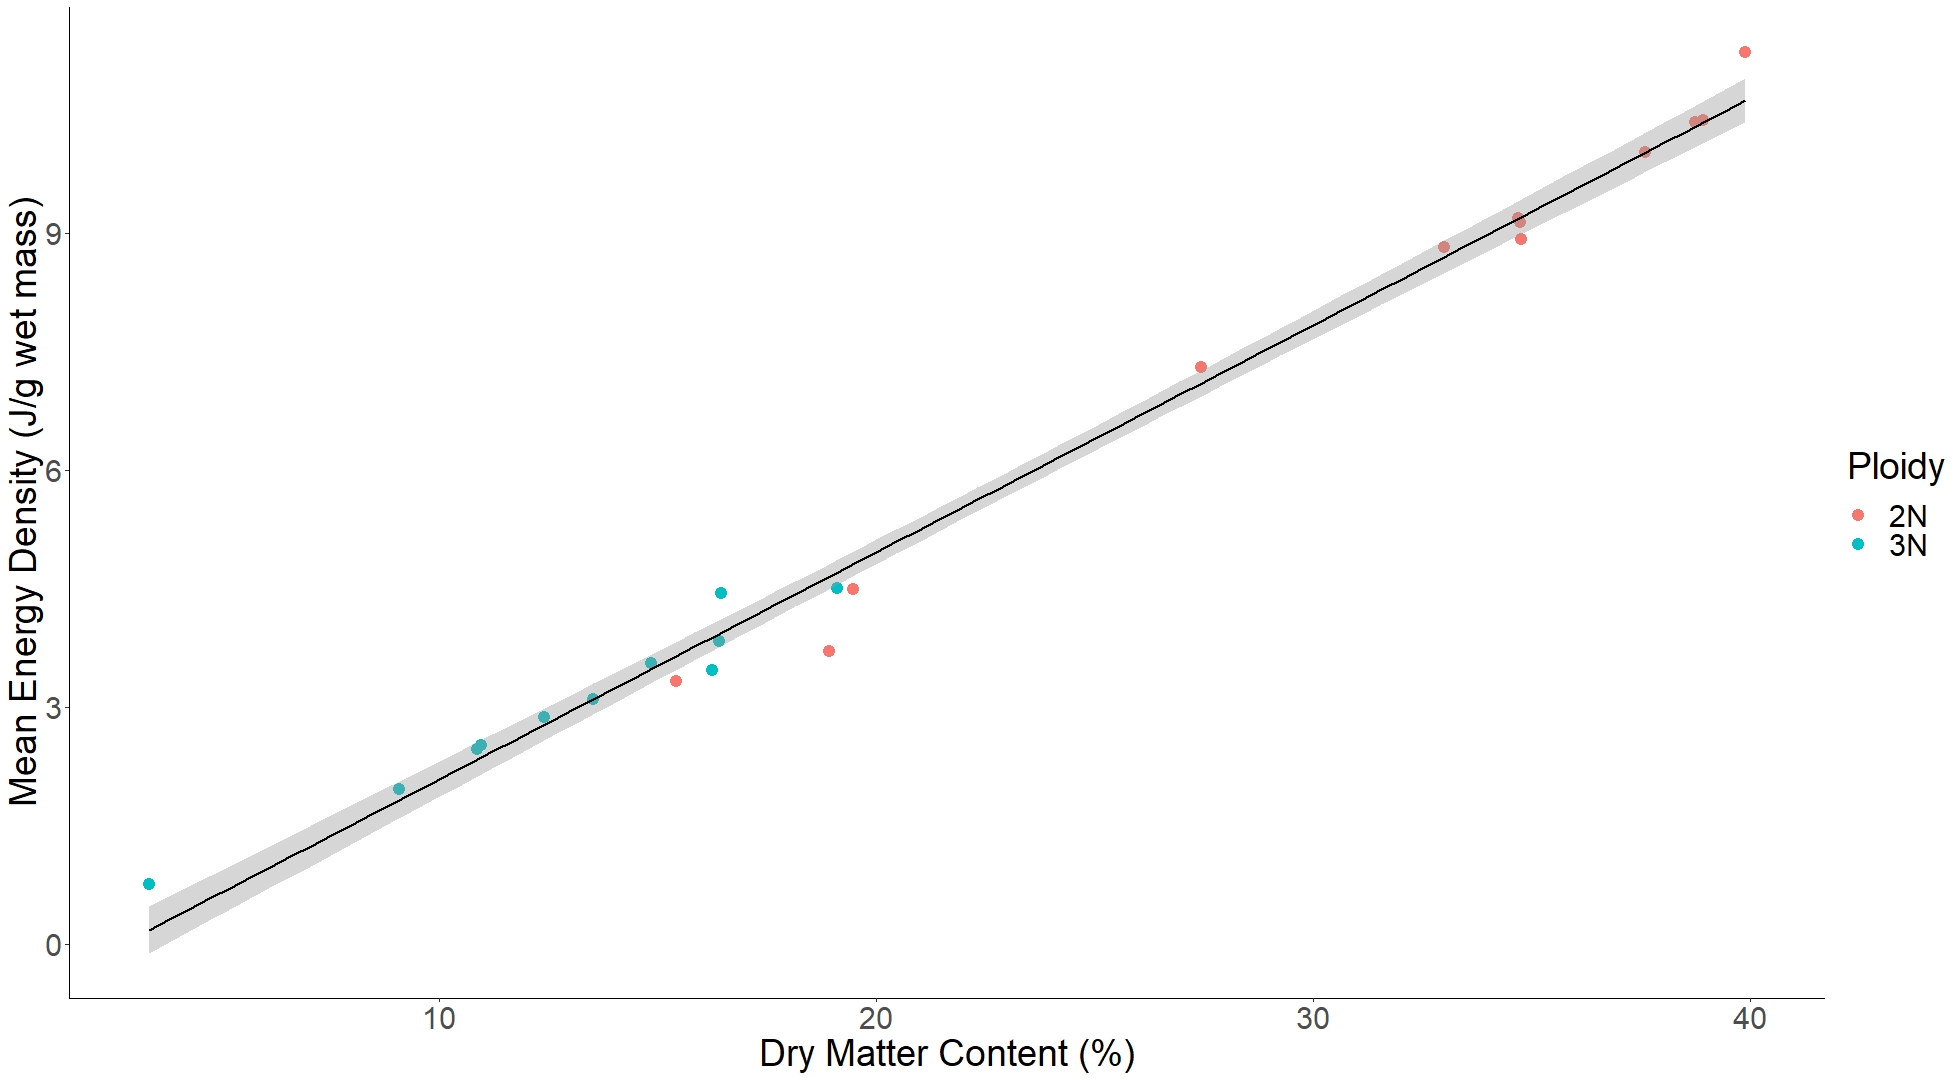 Mean Energy Density (J/g wet mass)
9
6
3
0
10 20 30 40
Dry Matter Content (%)
Ploidy
2N
3N